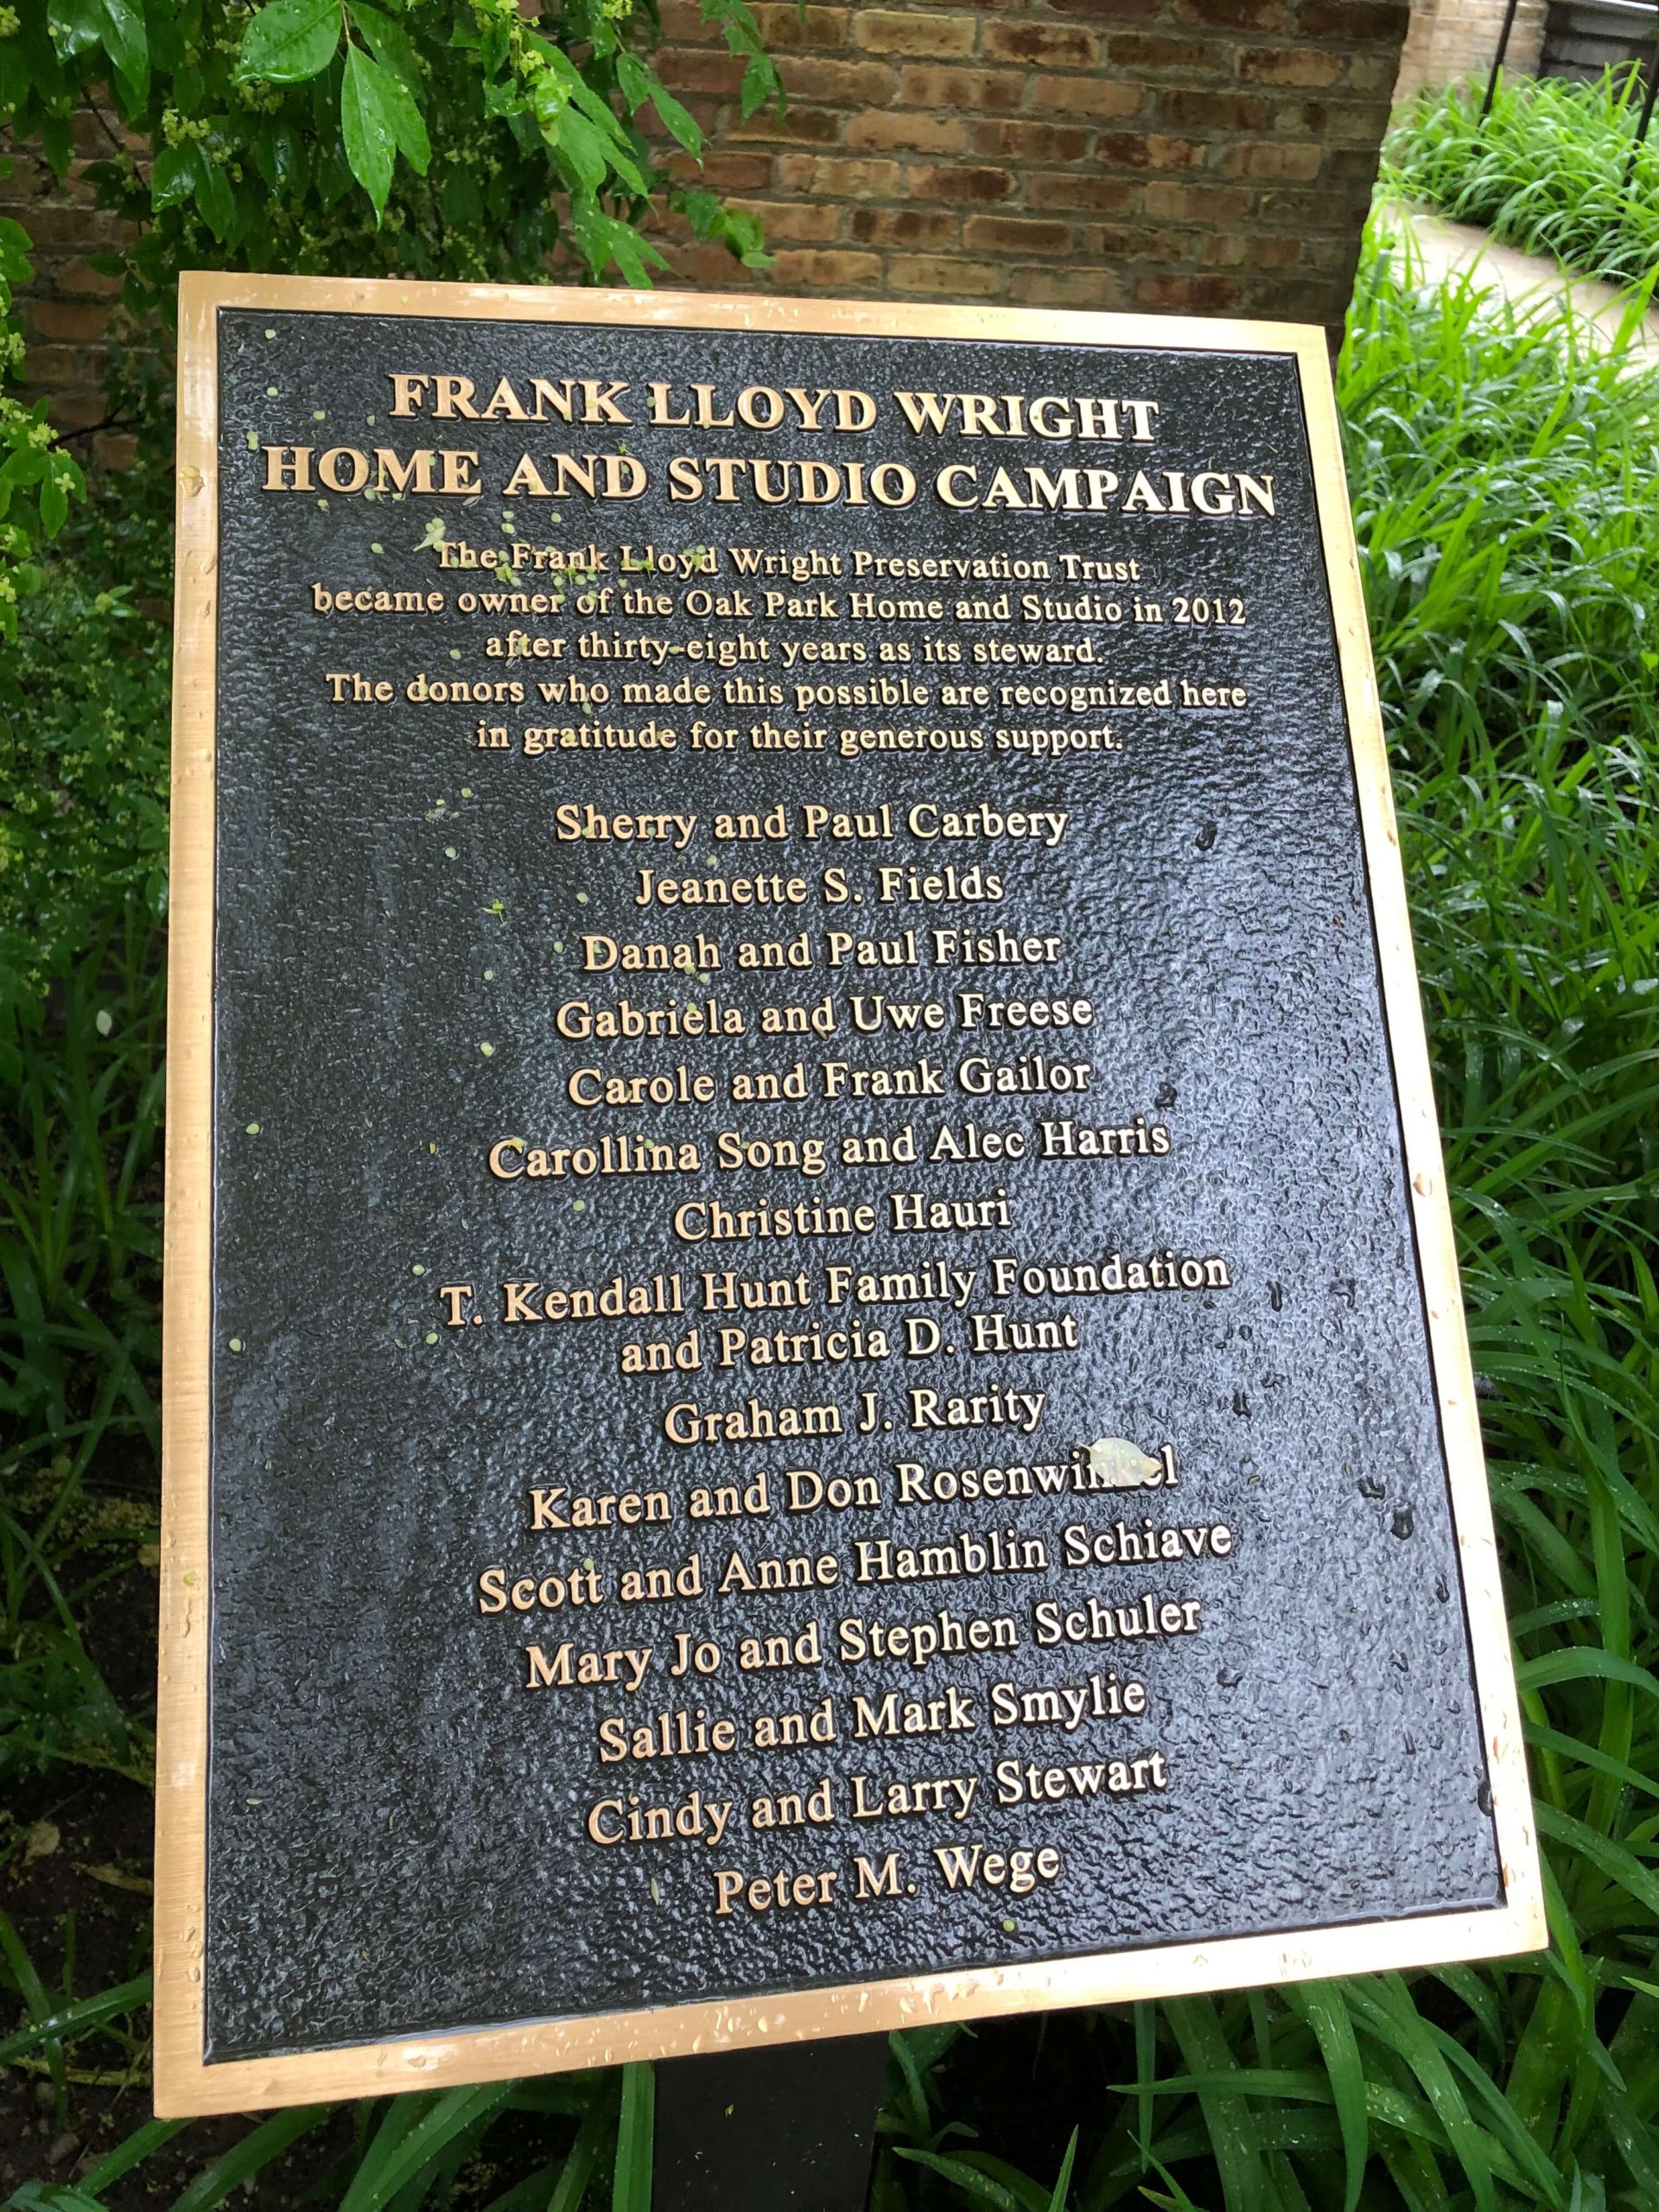 FRANK LLOYD WRIGHT
HOME AND STUDIO CAMPAIGN
The Frank Lloyd Wright Preservation Trust
became owner of the Oak Park Home and Studio in 2012
after thirty-eight years as its steward.
The donors who made this possible are recognized here
in gratitude for their generous support.
Sherry and Paul Carbery
Jeanette S. Fields
Danah and Paul Fisher
Gabriela and Uwe Freese
Carole and Frank Gailor
Carollina Song and Alec Harris
Christine Hauri
T. Kendall Hunt Family Foundation
and Patricia D. Hunt
Graham J. Rarity
Karen and Don
Scott and Anne Hamblin Schiave
Mary Jo and Stephen Schuler
Sallie and Mark Smylie
Cindy and Larry Stewart
Peter M. Wege